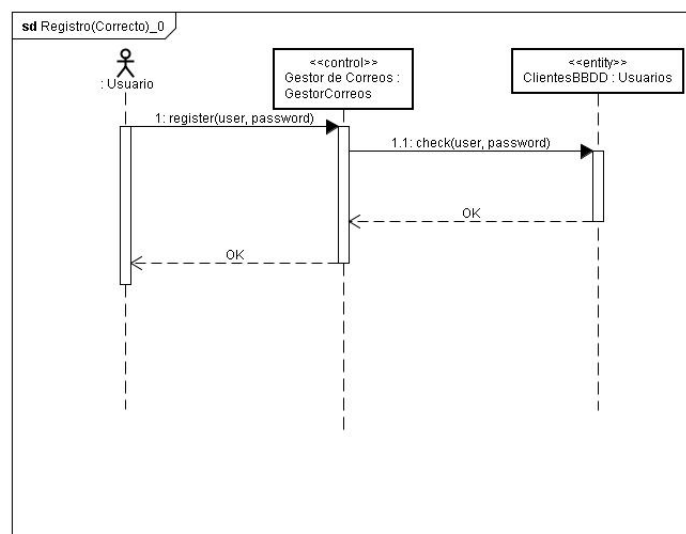 sd Registro(Correcto)_0
: Usuario
<<control>>
Gestor de Correos :
GestorCorreos
<<entity>>
ClientesBBDD : Usuarios
1: register(user, password)
1.1: check(user, password)
OK
OK